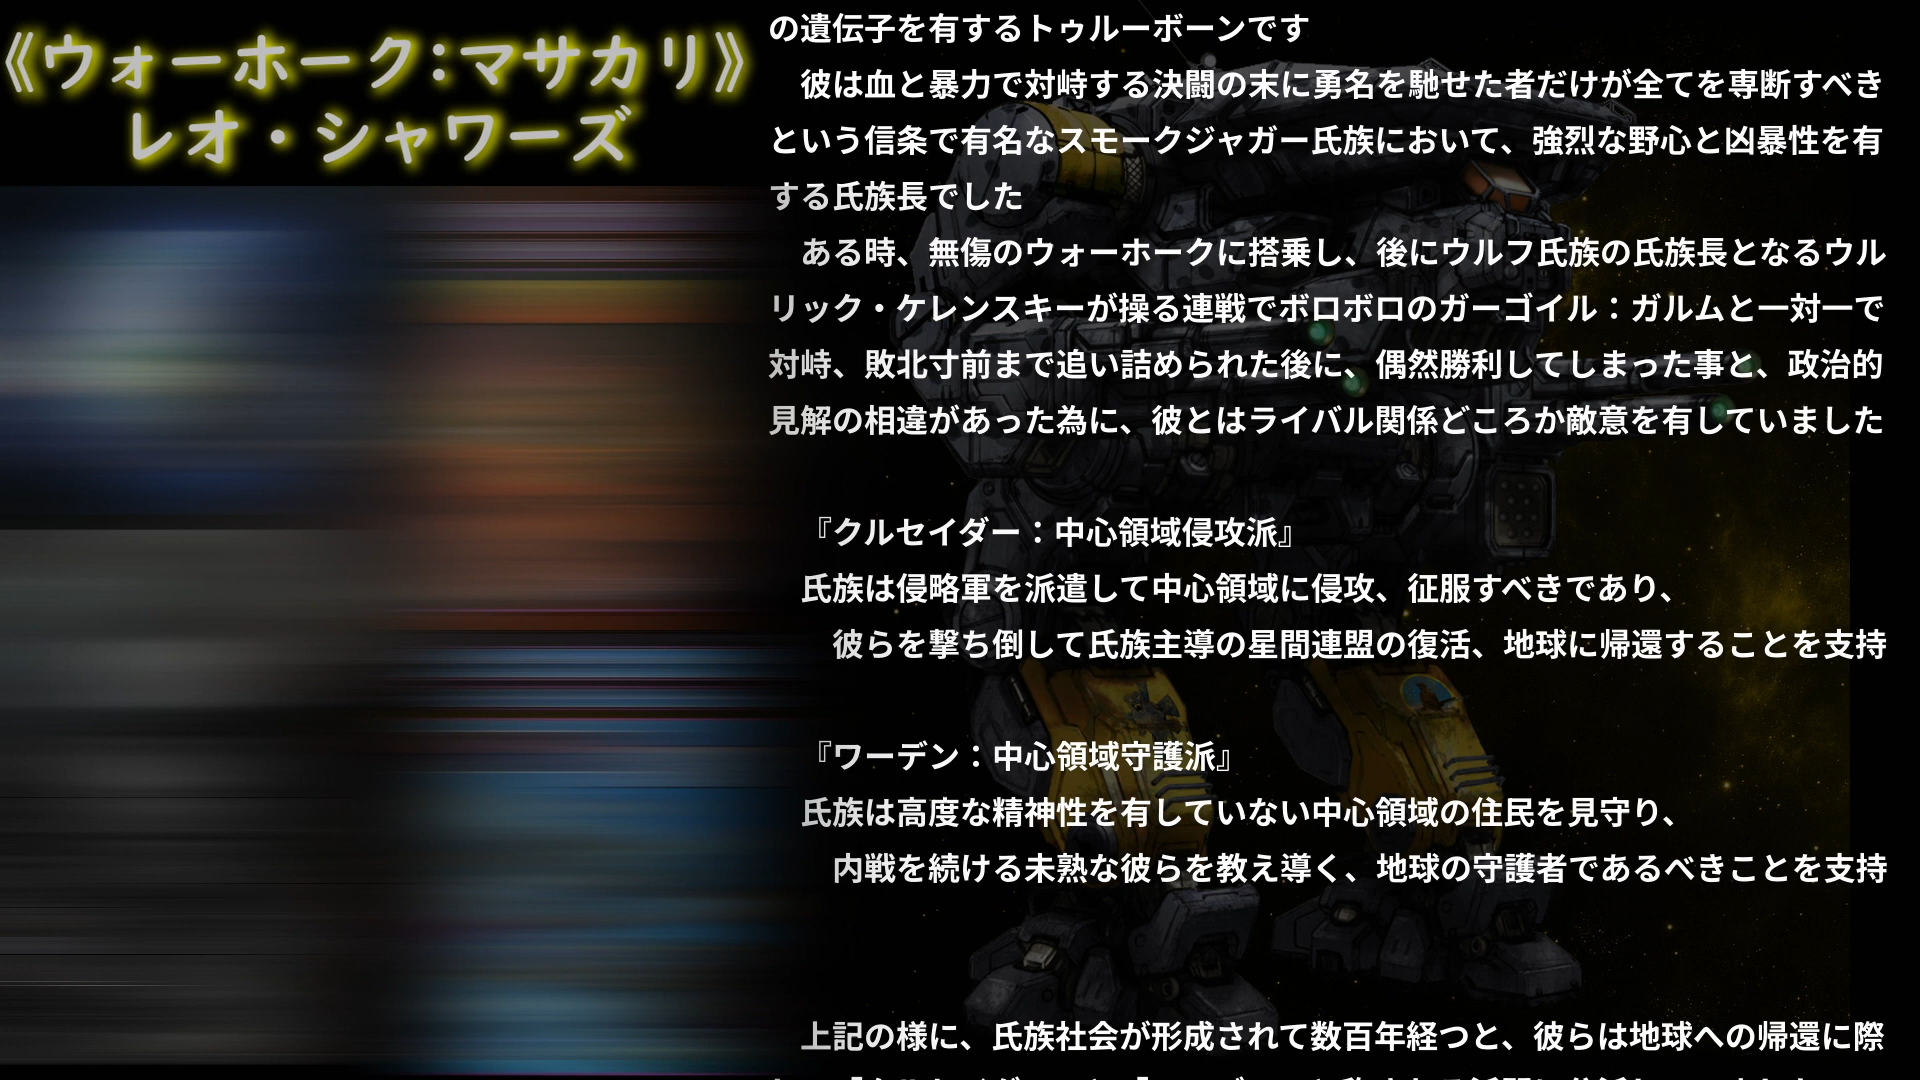 《ウォーホーク:マサカリ》
レオ・シャワーズ
の遺伝子を有するトゥルーボーンです
彼は血と暴力で対峙する決闘の末に勇名を馳せた者だけが全てを専断すべき
という信条で有名なスモークジャガー氏族において、強烈な野心と凶暴性を有
する氏族長でした
ある時、無傷のウォーホークに搭乗し、後にウルフ氏族の氏族長となるウル
リック・ケレンスキーが操る連戦でボロボロのガーゴイル：ガルムと一対一で
対峙、敗北寸前まで追い詰められた後に、偶然勝利してしまった事と、政治的
見解の相違があった為に、彼とはライバル関係どころか敵意を有していました
『クルセイダー：中心領域侵攻派』
氏族は侵略軍を派遣して中心領域に侵攻、征服すべきであり、
彼らを撃ち倒して氏族主導の星間連盟の復活、地球に帰還することを支持
『ワーデン：中心領域守護派』
氏族は高度な精神性を有していない中心領域の住民を見守り、
内戦を続ける未熟な彼らを教え導く、地球の守護者であるべきことを支持
上記の様に、氏族社会が形成されて数百年経つと、彼らは地球への帰還に際